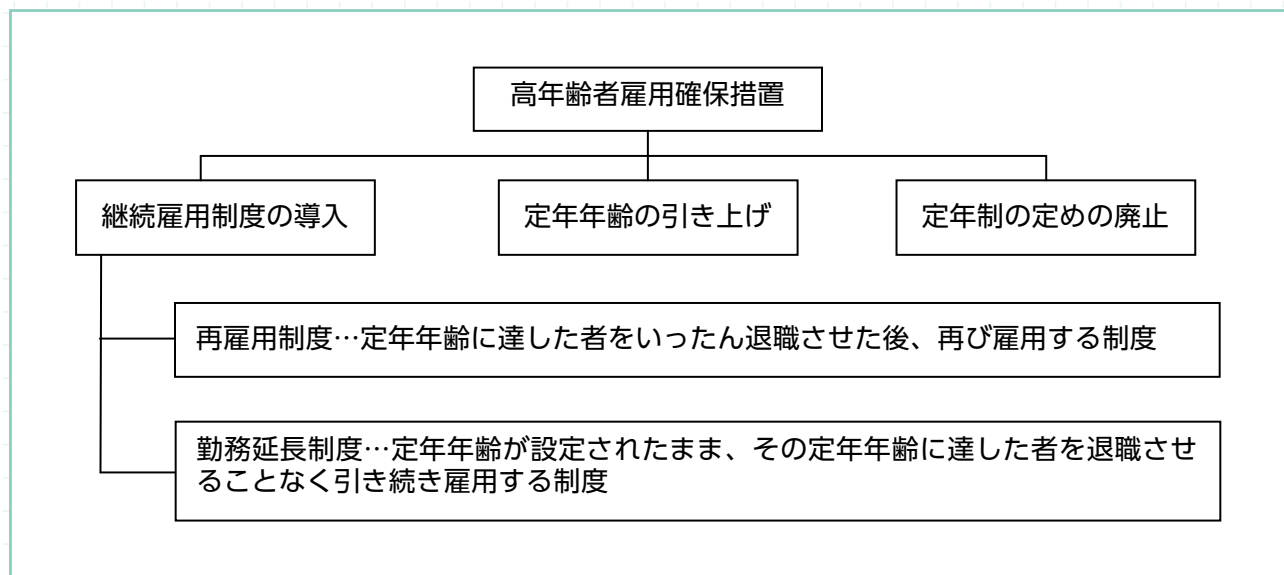 高年齢者雇用確保措置
継続雇用制度の導入
定年年齢の引き上げ
定年制の定めの廃止
再雇用制度…定年年齢に達した者をいったん退職させた後、再び雇用する制度
勤務延長制度…定年年齢が設定されたまま、その定年年齢に達した者を退職させ
ることなく引き続き雇用する制度